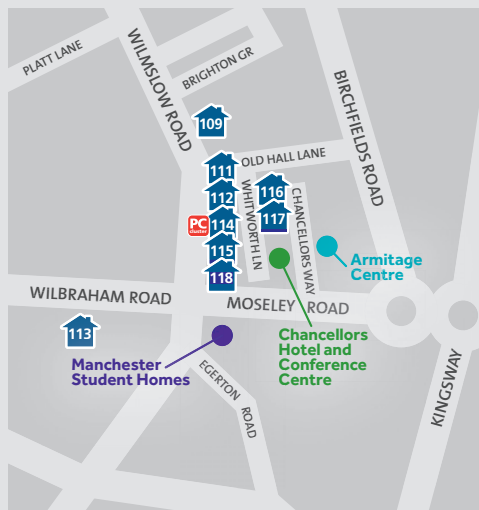 PLATT LANE
WILMSLOW ROAD
BRIGHTON GR
BIRCHFIELDS ROAD
109
OLD HALL LANE
111
112
114
115
118
PC
cluster
WHITWORTH LN
116
117
CHANCELLORS WAY
Armitage
Centre
WILBRAHAM ROAD
MOSELEY ROAD
113
Manchester
Student Homes
Chancellors
Hotel and
Conference
Centre
EGERTON ROAD
KINGSWAY